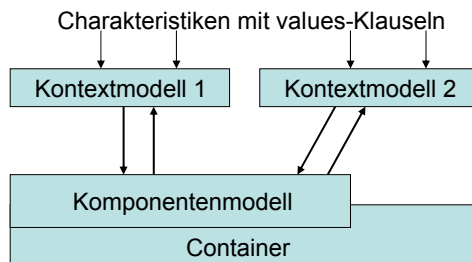 Charakteristiken mit values-Klauseln
Kontextmodell 1
Kontextmodell 2
Komponentenmodell
Container